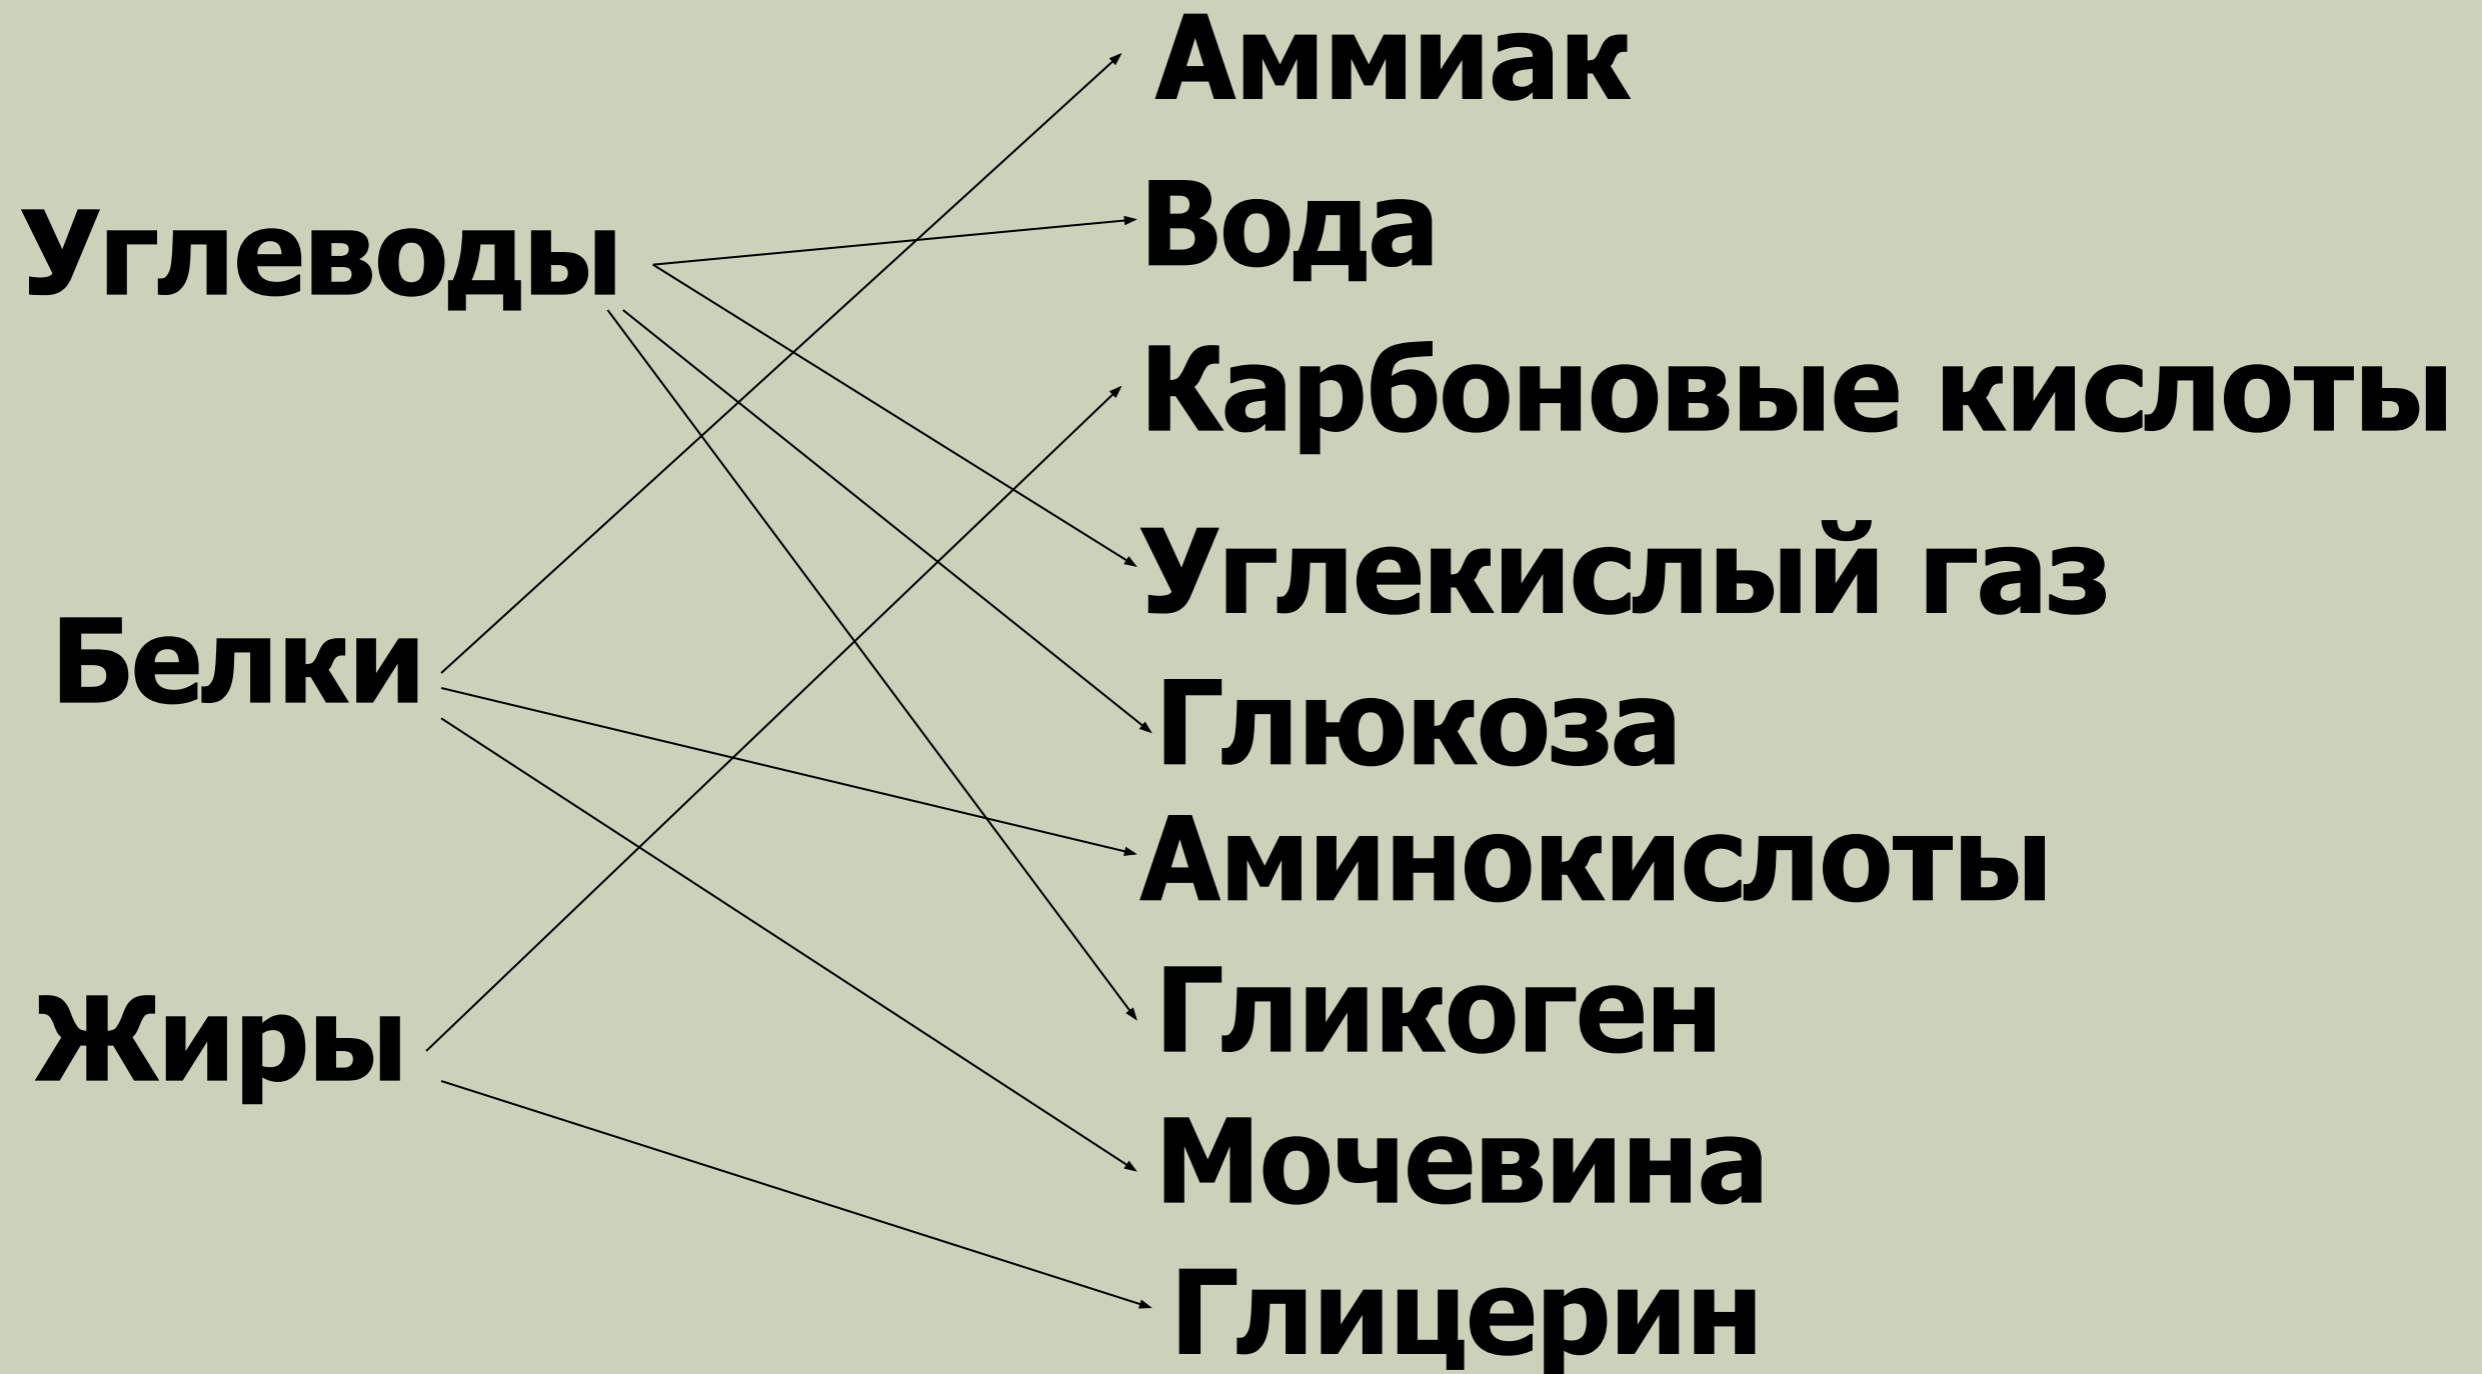 Углеводы
Белки
Жиры
Аммиак
Вода
Карбоновые кислоты
Углекислый газ
Глюкоза
Аминокислоты
Гликоген
Мочевина
Глицерин